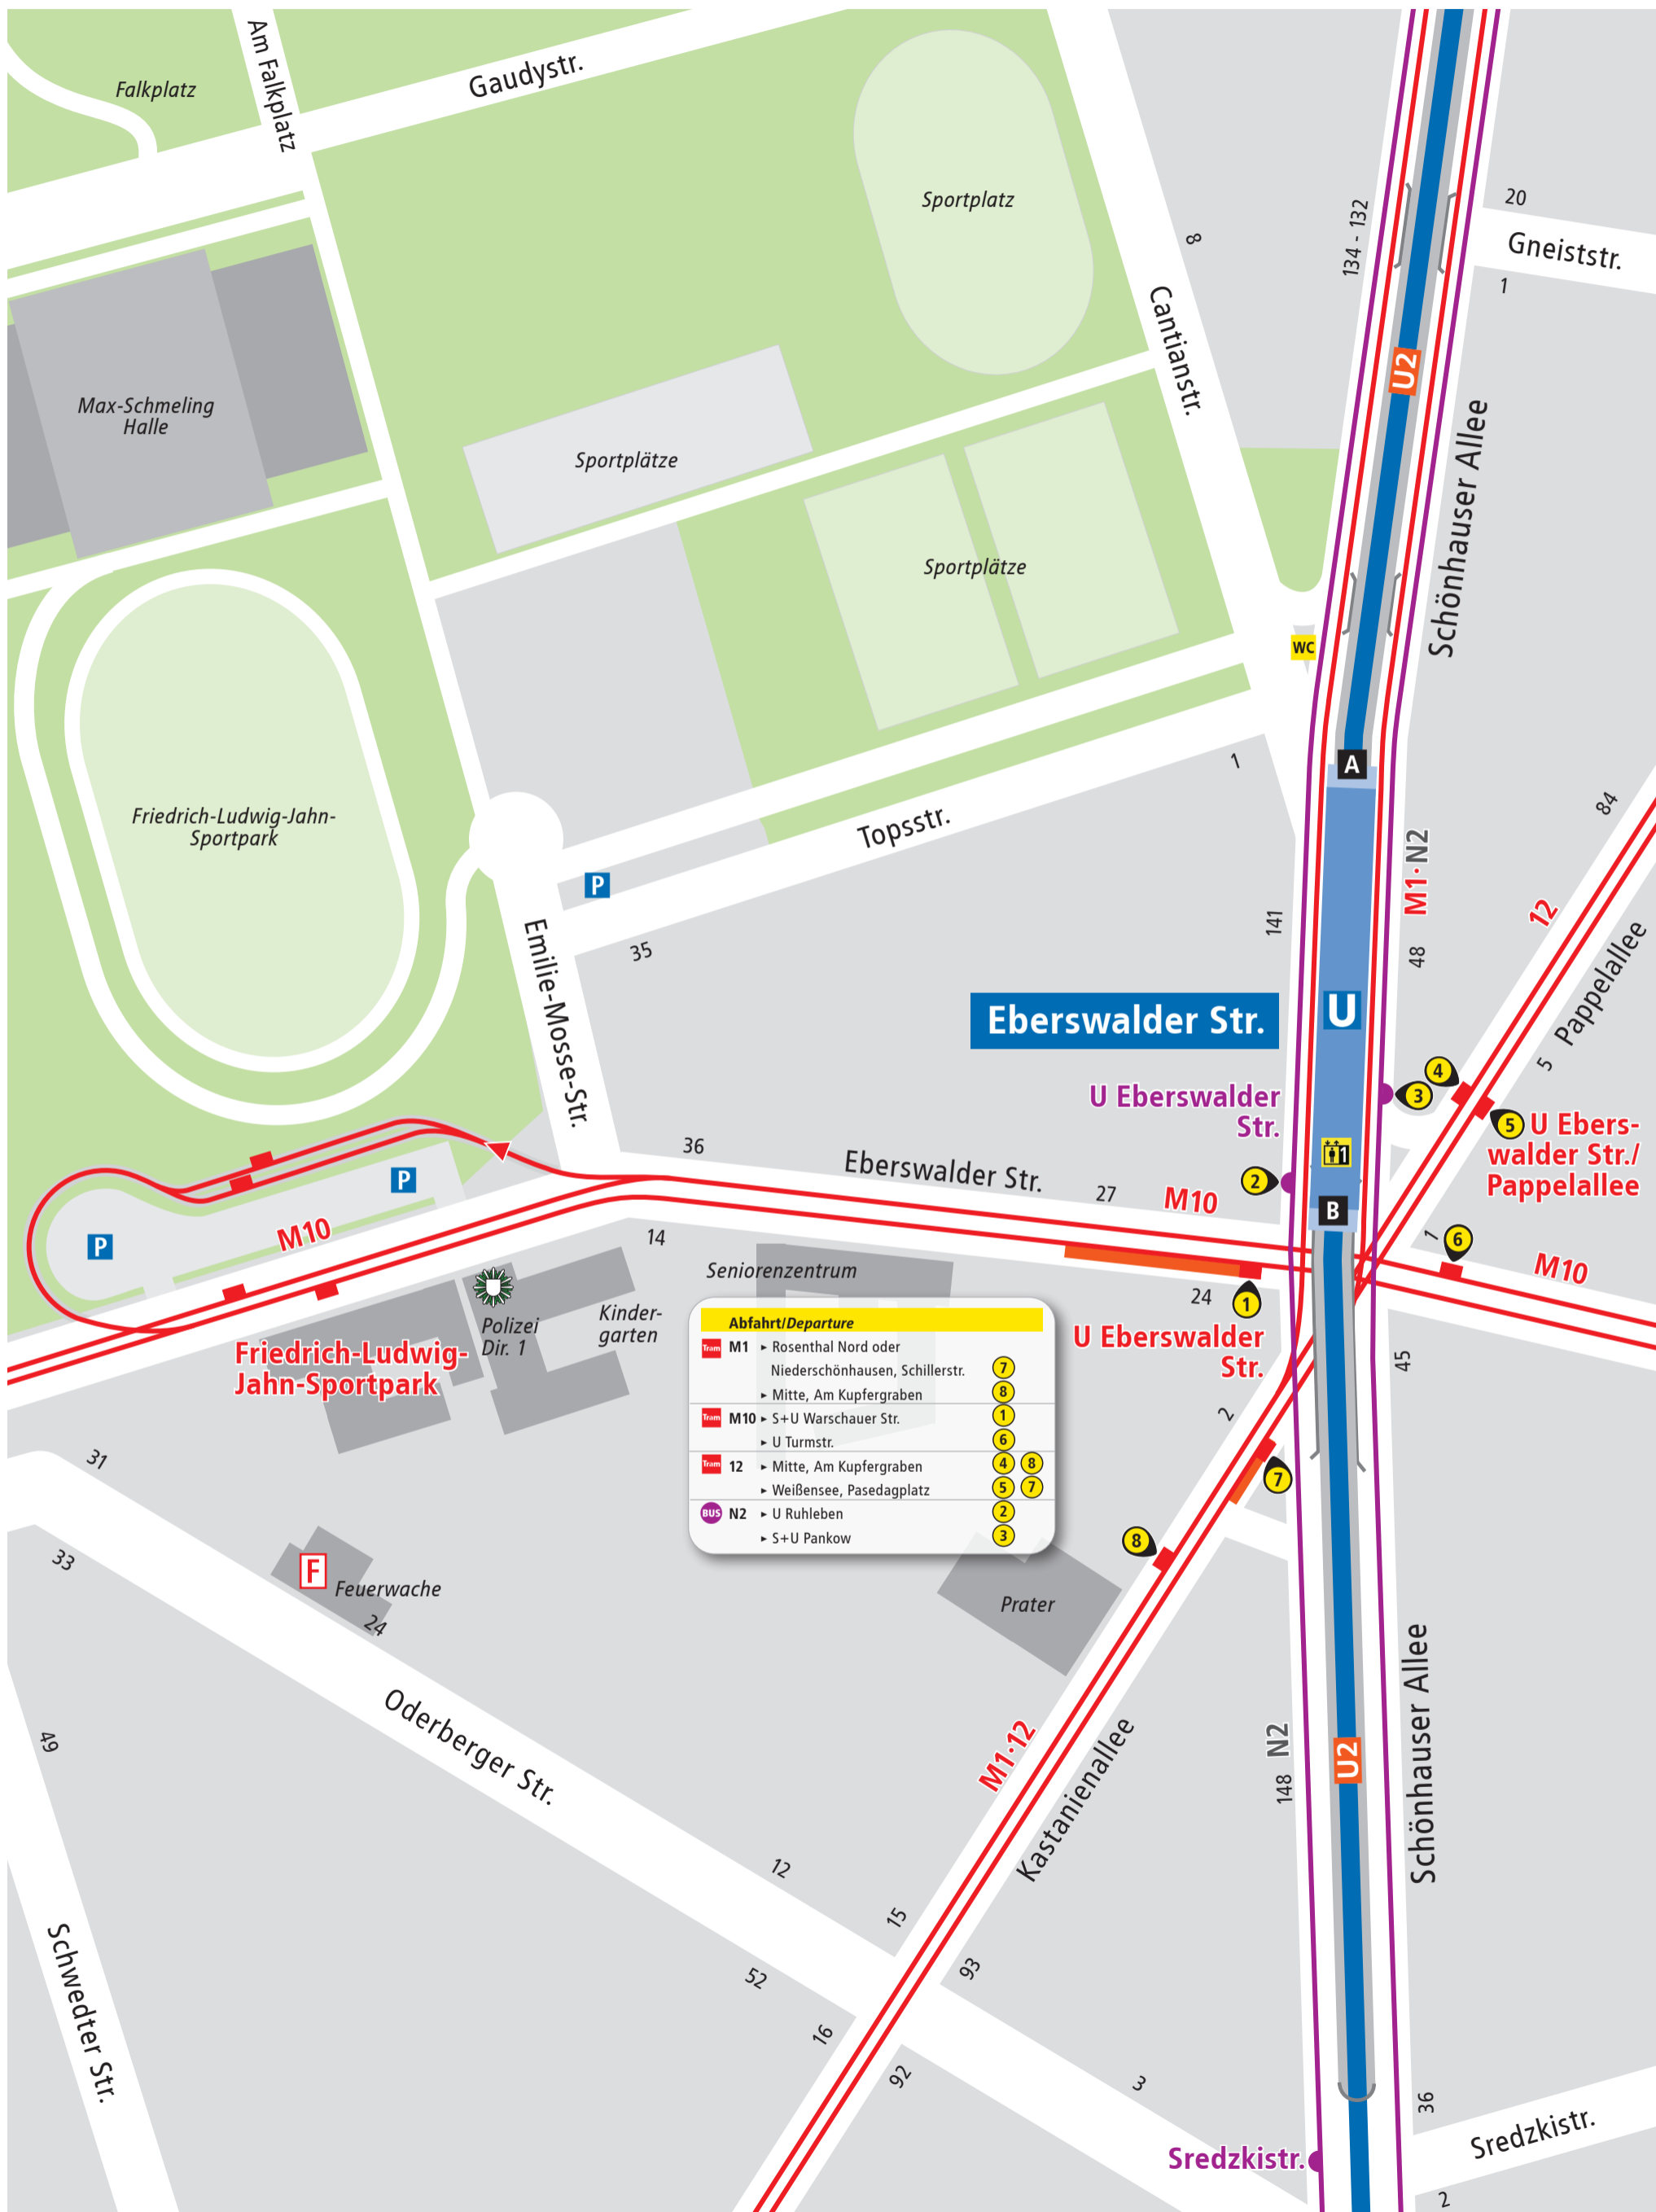 Am Falkplatz
Falkplatz
Gaudystr.
Sportplatz
134 - 132
20
Gneiststr.
1
8
Cantianstr.
U2
Max-Schmeling
Halle
Sportplätze
Sportplätze
Schönhauser Allee
WC
A
1
84
Friedrich-Ludwig-Jahn-
Sportpark
Topsstr.
P
M1·N2
12
141
48
35
Emilie-Mosse-Str.
Pappelallee
Eberswalder Str.
U
5
4
3
U Eberswalder
Str.
5
U Ebers-
walder Str./
Pappelallee
1
2
36
Eberswalder Str.
27
M10
B
P
P
M10
14
1
6
M10
Seniorenzentrum
24
1
U Eberswalder
Str.
Polizei
Dir. 1
Kinder-
garten
Friedrich-Ludwig-
Jahn-Sportpark
45
2
Abfahrt/Departure
Tram M1 ▸ Rosenthal Nord oder
Niederschönhausen, Schillerstr. 7
▸ Mitte, Am Kupfergraben 8
Tram M10 ▸ S+U Warschauer Str. 1
▸ U Turmstr. 6
Tram 12 ▸ Mitte, Am Kupfergraben 4 8
▸ Weißensee, Pasedagplatz 5 7
BUS N2 ▸ U Ruhleben 2
▸ S+U Pankow 3
7
8
31
33
F
Feuerwache
24
Prater
Oderberger Str.
49
M1·12
Kastanienallee
N2
148
U2
Schönhauser Allee
12
15
93
52
16
92
3
Schwedter Str.
36
Sredzkistr.
Sredzkistr.
2